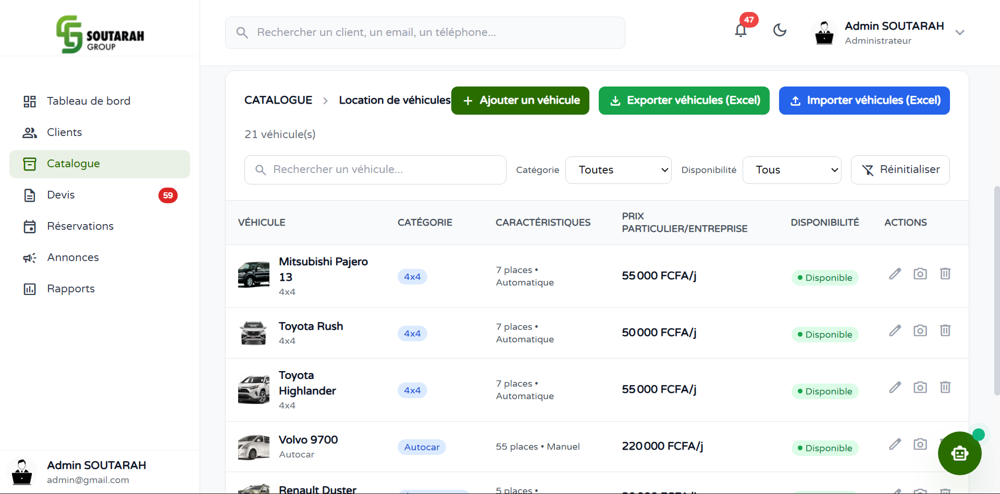 SOUTARAH
GROUP
Rechercher un client, un email, un téléphone...
47
Admin SOUTARAH
Administrateur
Tableau de bord
Clients
Catalogue
Devis
59
Réservations
Annonces
Rapports
Admin SOUTARAH
admin@gmail.com
CATALOGUE > Location de véhicules
+ Ajouter un véhicule
Exporter véhicules (Excel)
Importer véhicules (Excel)
21 véhicule(s)
Rechercher un véhicule...
Catégorie
Toutes
Disponibilité
Tous
Réinitialiser
VÉHICULE
CATÉGORIE
CARACTÉRISTIQUES
PRIX
PARTICULIER/ENTREPRISE
DISPONIBILITÉ
ACTIONS
Mitsubishi Pajero
13
4x4
4x4
7 places •
Automatique
55 000 FCFA/j
Disponible
Toyota Rush
4x4
4x4
7 places •
Automatique
50 000 FCFA/j
Disponible
Toyota
Highlander
4x4
4x4
7 places •
Automatique
55 000 FCFA/j
Disponible
Volvo 9700
Autocar
Autocar
55 places • Manuel
220 000 FCFA/j
Disponible
Renault Duster
5 places •